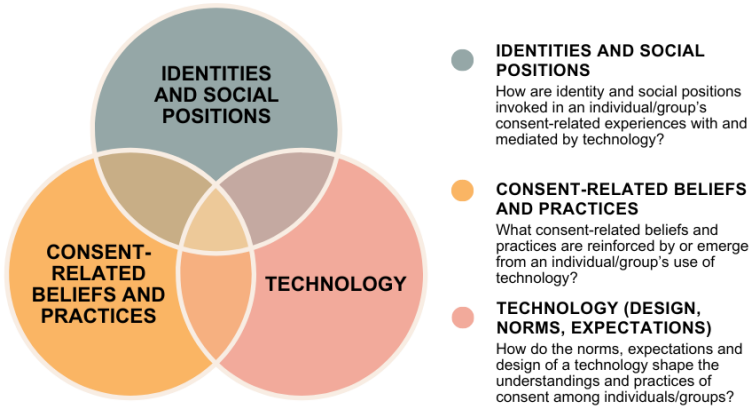 IDENTITIES
AND SOCIAL
POSITIONS
CONSENT-
RELATED
BELIEFS AND
PRACTICES
TECHNOLOGY
IDENTITIES AND SOCIAL
POSITIONS
How are identity and social positions
invoked in an individual/group's
consent-related experiences with and
mediated by technology?
CONSENT-RELATED BELIEFS
AND PRACTICES
What consent-related beliefs and
practices are reinforced by or emerge
from an individual/group's use of
technology?
TECHNOLOGY (DESIGN,
NORMS, EXPECTATIONS)
How do the norms, expectations and
design of a technology shape the
understandings and practices of
consent among individuals/groups?